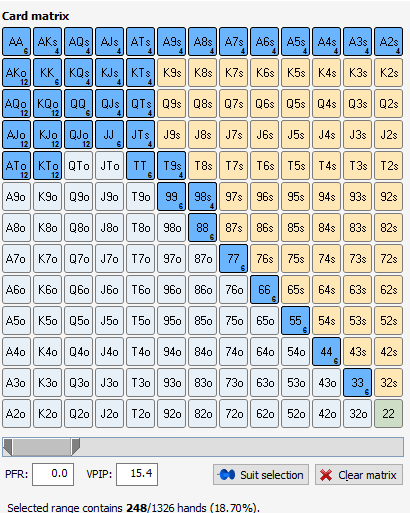 Card matrix
AA 6 AKs 4 AQs 4 AJs 4 ATs 4 A9s 4 A8s 4 A7s 4 A6s 4 A5s 4 A4s 4 A3s 4 A2s 4
AKo 12 KK 6 KQs 4 KJs 4 KTs 4 K9s K8s K7s K6s K5s K4s K3s K2s
AQo 12 KQo 12 QQ 6 QJs 4 QTs 4 Q9s Q8s Q7s Q6s Q5s Q4s Q3s Q2s
AJo 12 KJo 12 QJo 12 JJ 6 JTs 4 J9s J8s J7s J6s J5s J4s J3s J2s
ATo 12 KTo 12 QTo JTo TT 6 T9s 4 T8s T7s T6s T5s T4s T3s T2s
A9o K9o Q9o J9o T9o 99 6 98s 4 97s 96s 95s 94s 93s 92s
A8o K8o Q8o J8o T8o 98o 88 6 87s 86s 85s 84s 83s 82s
A7o K7o Q7o J7o T7o 97o 87o 77 6 76s 75s 74s 73s 72s
A6o K6o Q6o J6o T6o 96o 86o 76o 66 6 65s 64s 63s 62s
A5o K5o Q5o J5o T5o 95o 85o 75o 65o 55 6 54s 53s 52s
A4o K4o Q4o J4o T4o 94o 84o 74o 64o 54o 44 6 43s 42s
A3o K3o Q3o J3o T3o 93o 83o 73o 63o 53o 43o 33 6 32s
A2o K2o Q2o J2o T2o 92o 82o 72o 62o 52o 42o 32o 22
PFR: 0.0 VPIP: 15.4 Suit selection Clear matrix
Selected range contains 248/1326 hands (18.70%).